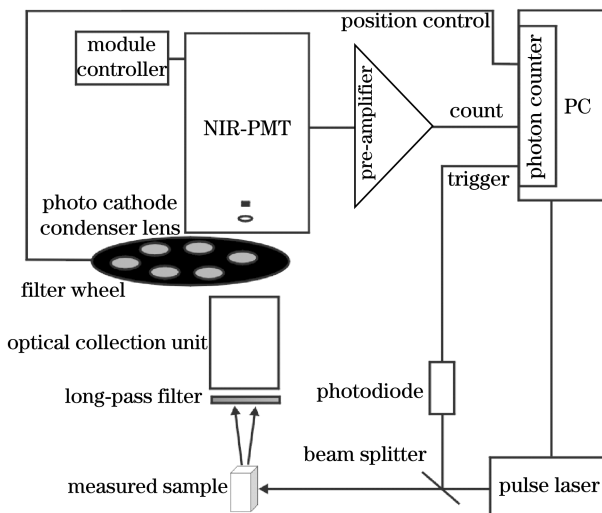 position control
module
controller
NIR-PMT
pre-amplifier
count
photon counter
PC
trigger
photo cathode
condenser lens
filter wheel
optical collection unit
long-pass filter
photodiode
beam splitter
measured sample
pulse laser